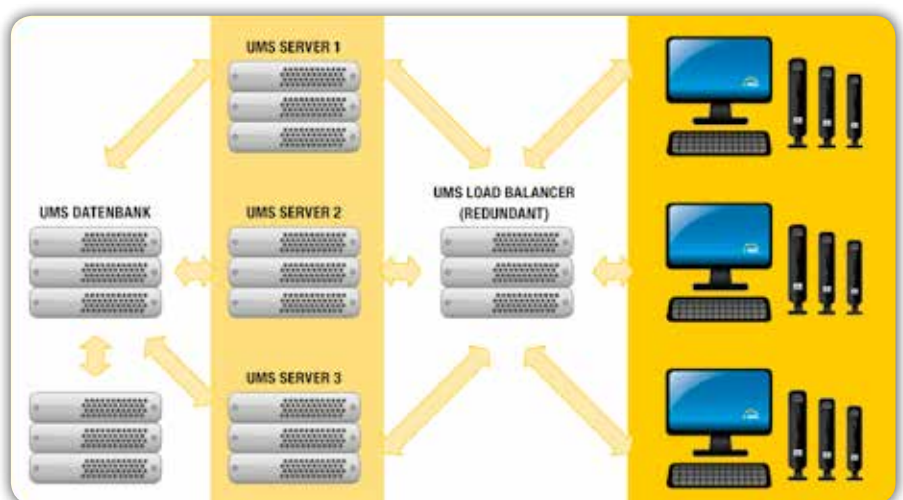 UMS SERVER 1
UMS DATENBANK
UMS SERVER 2
UMS LOAD BALANCER
(REDUNDANT)
UMS SERVER 3